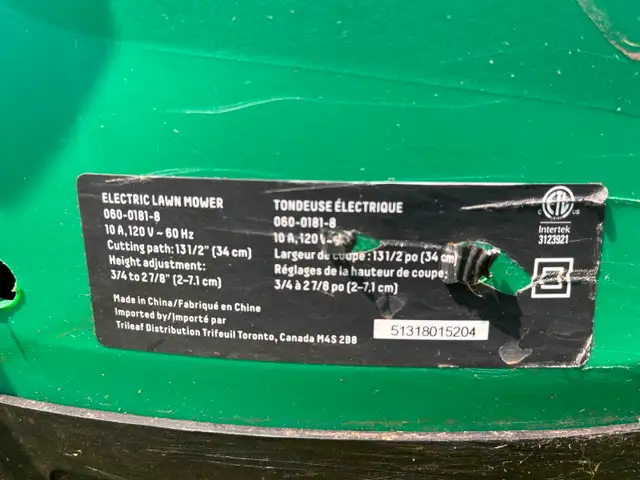 ELECTRIC LAWN MOWER
060-0181-8
10 A, 120 V ~ 60 Hz
Cutting path: 13 1/2" (34 cm)
Height adjustment:
3/4 to 2 7/8" (2-7.1 cm)
Made in China/Fabriqué en Chine
Imported by/Importé par
Trileaf Distribution Trifeuil Toronto, Canada M4S 2B8
TONDEUSE ÉLECTRIQUE
060-0181-8
10 A, 120 V
Largeur de coupe : 13 1/2 po (34 cm)
Réglages de la hauteur de coupe:
3/4 à 2 7/8 po (2-7.1 cm)
51318015204
C US
Intertek
3123921